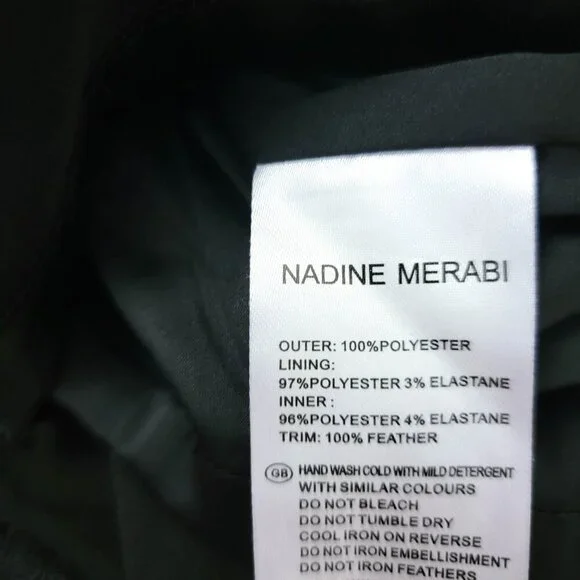 NADINE MERABI
OUTER: 100%POLYESTER
LINING:
97%POLYESTER 3% ELASTANE
INNER :
96%POLYESTER 4% ELASTANE
TRIM: 100% FEATHER
GB HAND WASH COLD WITH MILD DETERGENT
WITH SIMILAR COLOURS
DO NOT BLEACH
DO NOT TUMBLE DRY
COOL IRON ON REVERSE
DO NOT IRON EMBELLISHMENT
DO NOT IRON FEATHERS